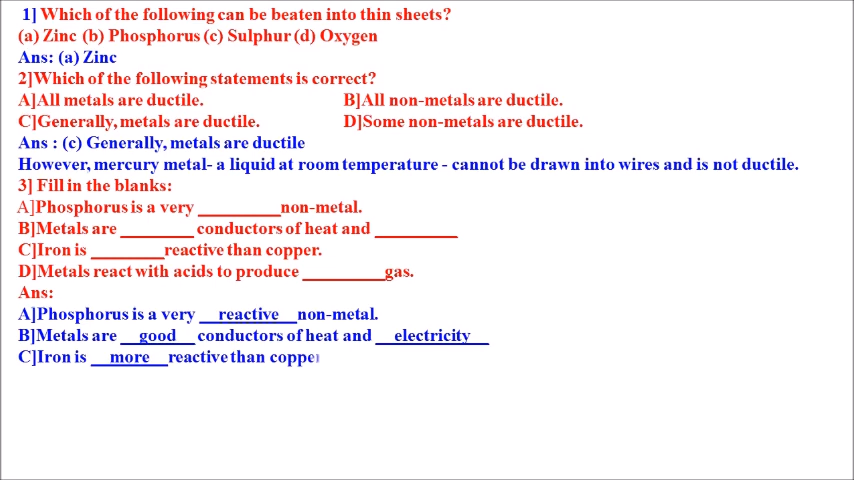 1] Which of the following can be beaten into thin sheets?
(a) Zinc (b) Phosphorus (c) Sulphur (d) Oxygen
Ans: (a) Zinc
2]Which of the following statements is correct?
A]All metals are ductile. B]All non-metals are ductile.
C]Generally, metals are ductile. D]Some non-metals are ductile.
Ans : (c) Generally, metals are ductile
However, mercury metal- a liquid at room temperature - cannot be drawn into wires and is not ductile.
3] Fill in the blanks:
A]Phosphorus is a very _________non-metal.
B]Metals are ________ conductors of heat and _________
C]Iron is ________reactive than copper.
D]Metals react with acids to produce _________gas.
Ans:
A]Phosphorus is a very __reactive__non-metal.
B]Metals are __good__ conductors of heat and __electricity__
C]Iron is __more__reactive than coppe